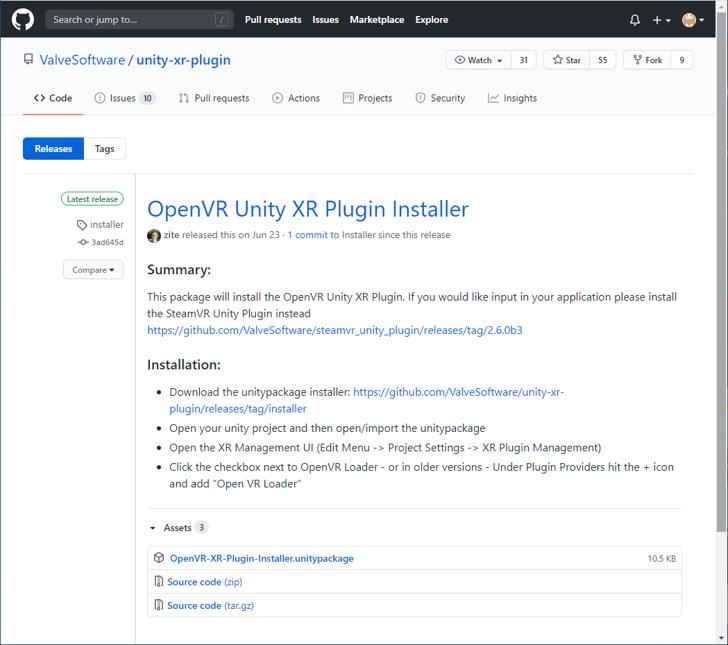 Search or jump to... /
Pull requests Issues Marketplace Explore
ValveSoftware / unity-xr-plugin
Watch 31 Star 55 Fork 9
Code Issues 10 Pull requests Actions Projects Security Insights
Releases Tags
Latest release
installer
3ad645d
Compare
OpenVR Unity XR Plugin Installer
zite released this on Jun 23 · 1 commit to Installer since this release
Summary:
This package will install the OpenVR Unity XR Plugin. If you would like input in your application please install
the SteamVR Unity Plugin instead
https://github.com/ValveSoftware/steamvr_unity_plugin/releases/tag/2.6.0b3
Installation:
• Download the unitypackage installer: https://github.com/ValveSoftware/unity-xr-
plugin/releases/tag/installer
• Open your unity project and then open/import the unitypackage
• Open the XR Management UI (Edit Menu -> Project Settings -> XR Plugin Management)
• Click the checkbox next to OpenVR Loader - or in older versions - Under Plugin Providers hit the + icon
and add “Open VR Loader”
Assets 3
OpenVR-XR-Plugin-Installer.unitypackage 10.5 KB
Source code (zip)
Source code (tar.gz)